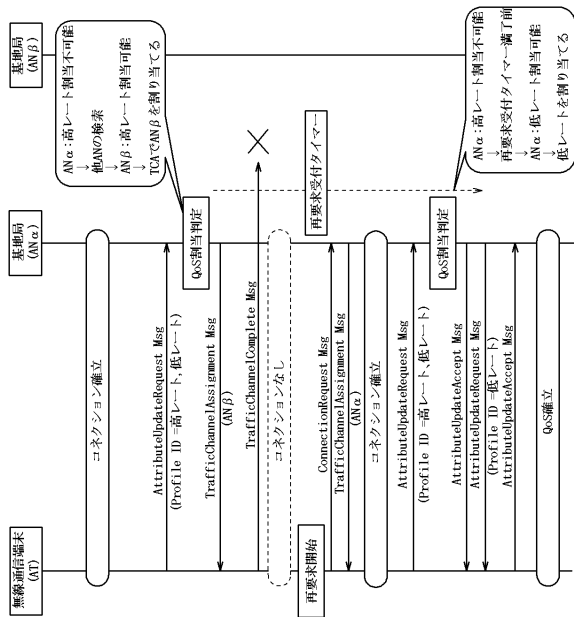 無線通信端末
(AT)
基地局
(ANα)
基地局
(ANβ)
コネクション確立
AttributeUpdateRequest Msg
(Profile ID =高レート,低レート)
QoS割当判定
ANα:高レート割当不可能
→
他ANの検索
→
ANβ:高レート割当可能
→
TCAでANβを割り当てる
TrafficChannelAssignment Msg
(ANβ)
TrafficChannelComplete Msg
コネクションなし
再要求受付タイマー
再要求開始
ConnectionRequest Msg
TrafficChannelAssignment Msg
(ANα)
コネクション確立
AttributeUpdateRequest Msg
(Profile ID =高レート、低レート)
QoS割当判定
ANα:高レート割当不可能
→
再要求受付タイマー満了前
→
ANα:低レート割当可能
→
低レートを割り当てる
AttributeUpdateAccept Msg
AttributeUpdateRequest Msg
(Profile ID =低レート)
AttributeUpdateAccept Msg
QoS確立